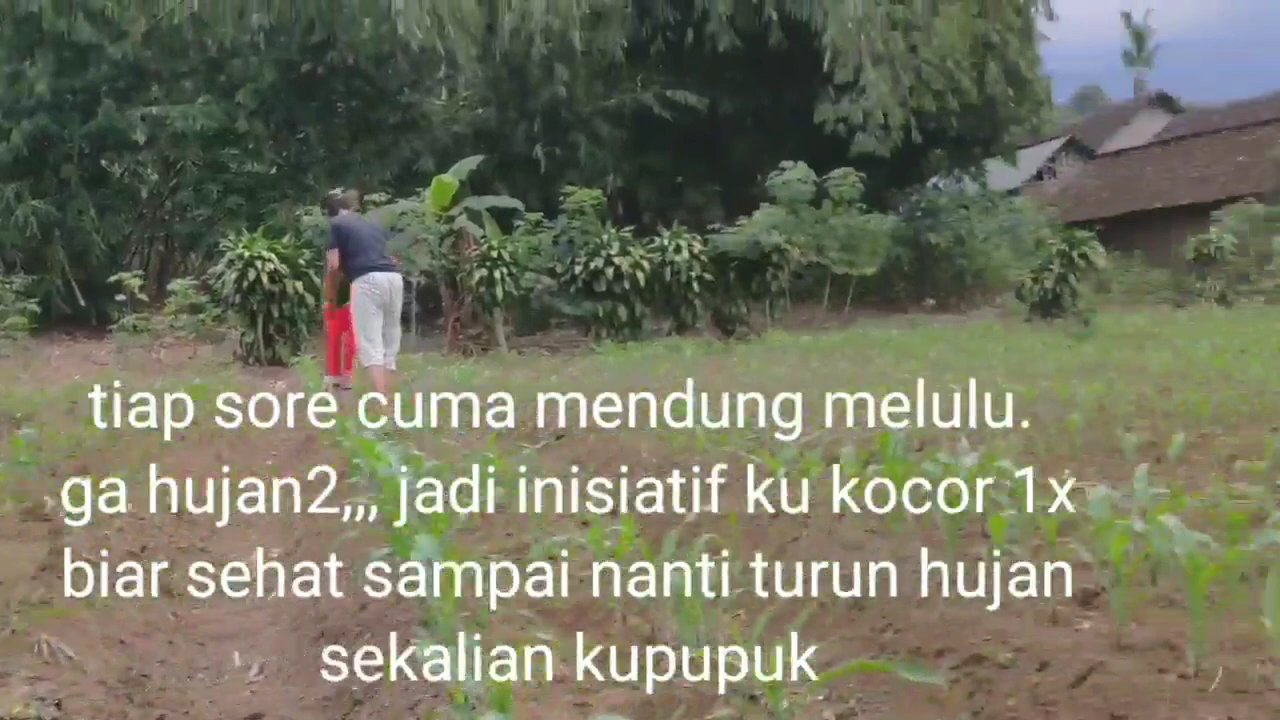 tiap sore cuma mendung melulu.
ga hujan2,,, jadi inisiatif ku kocor 1x
biar sehat sampai nanti turun hujan
sekalian kupupuk